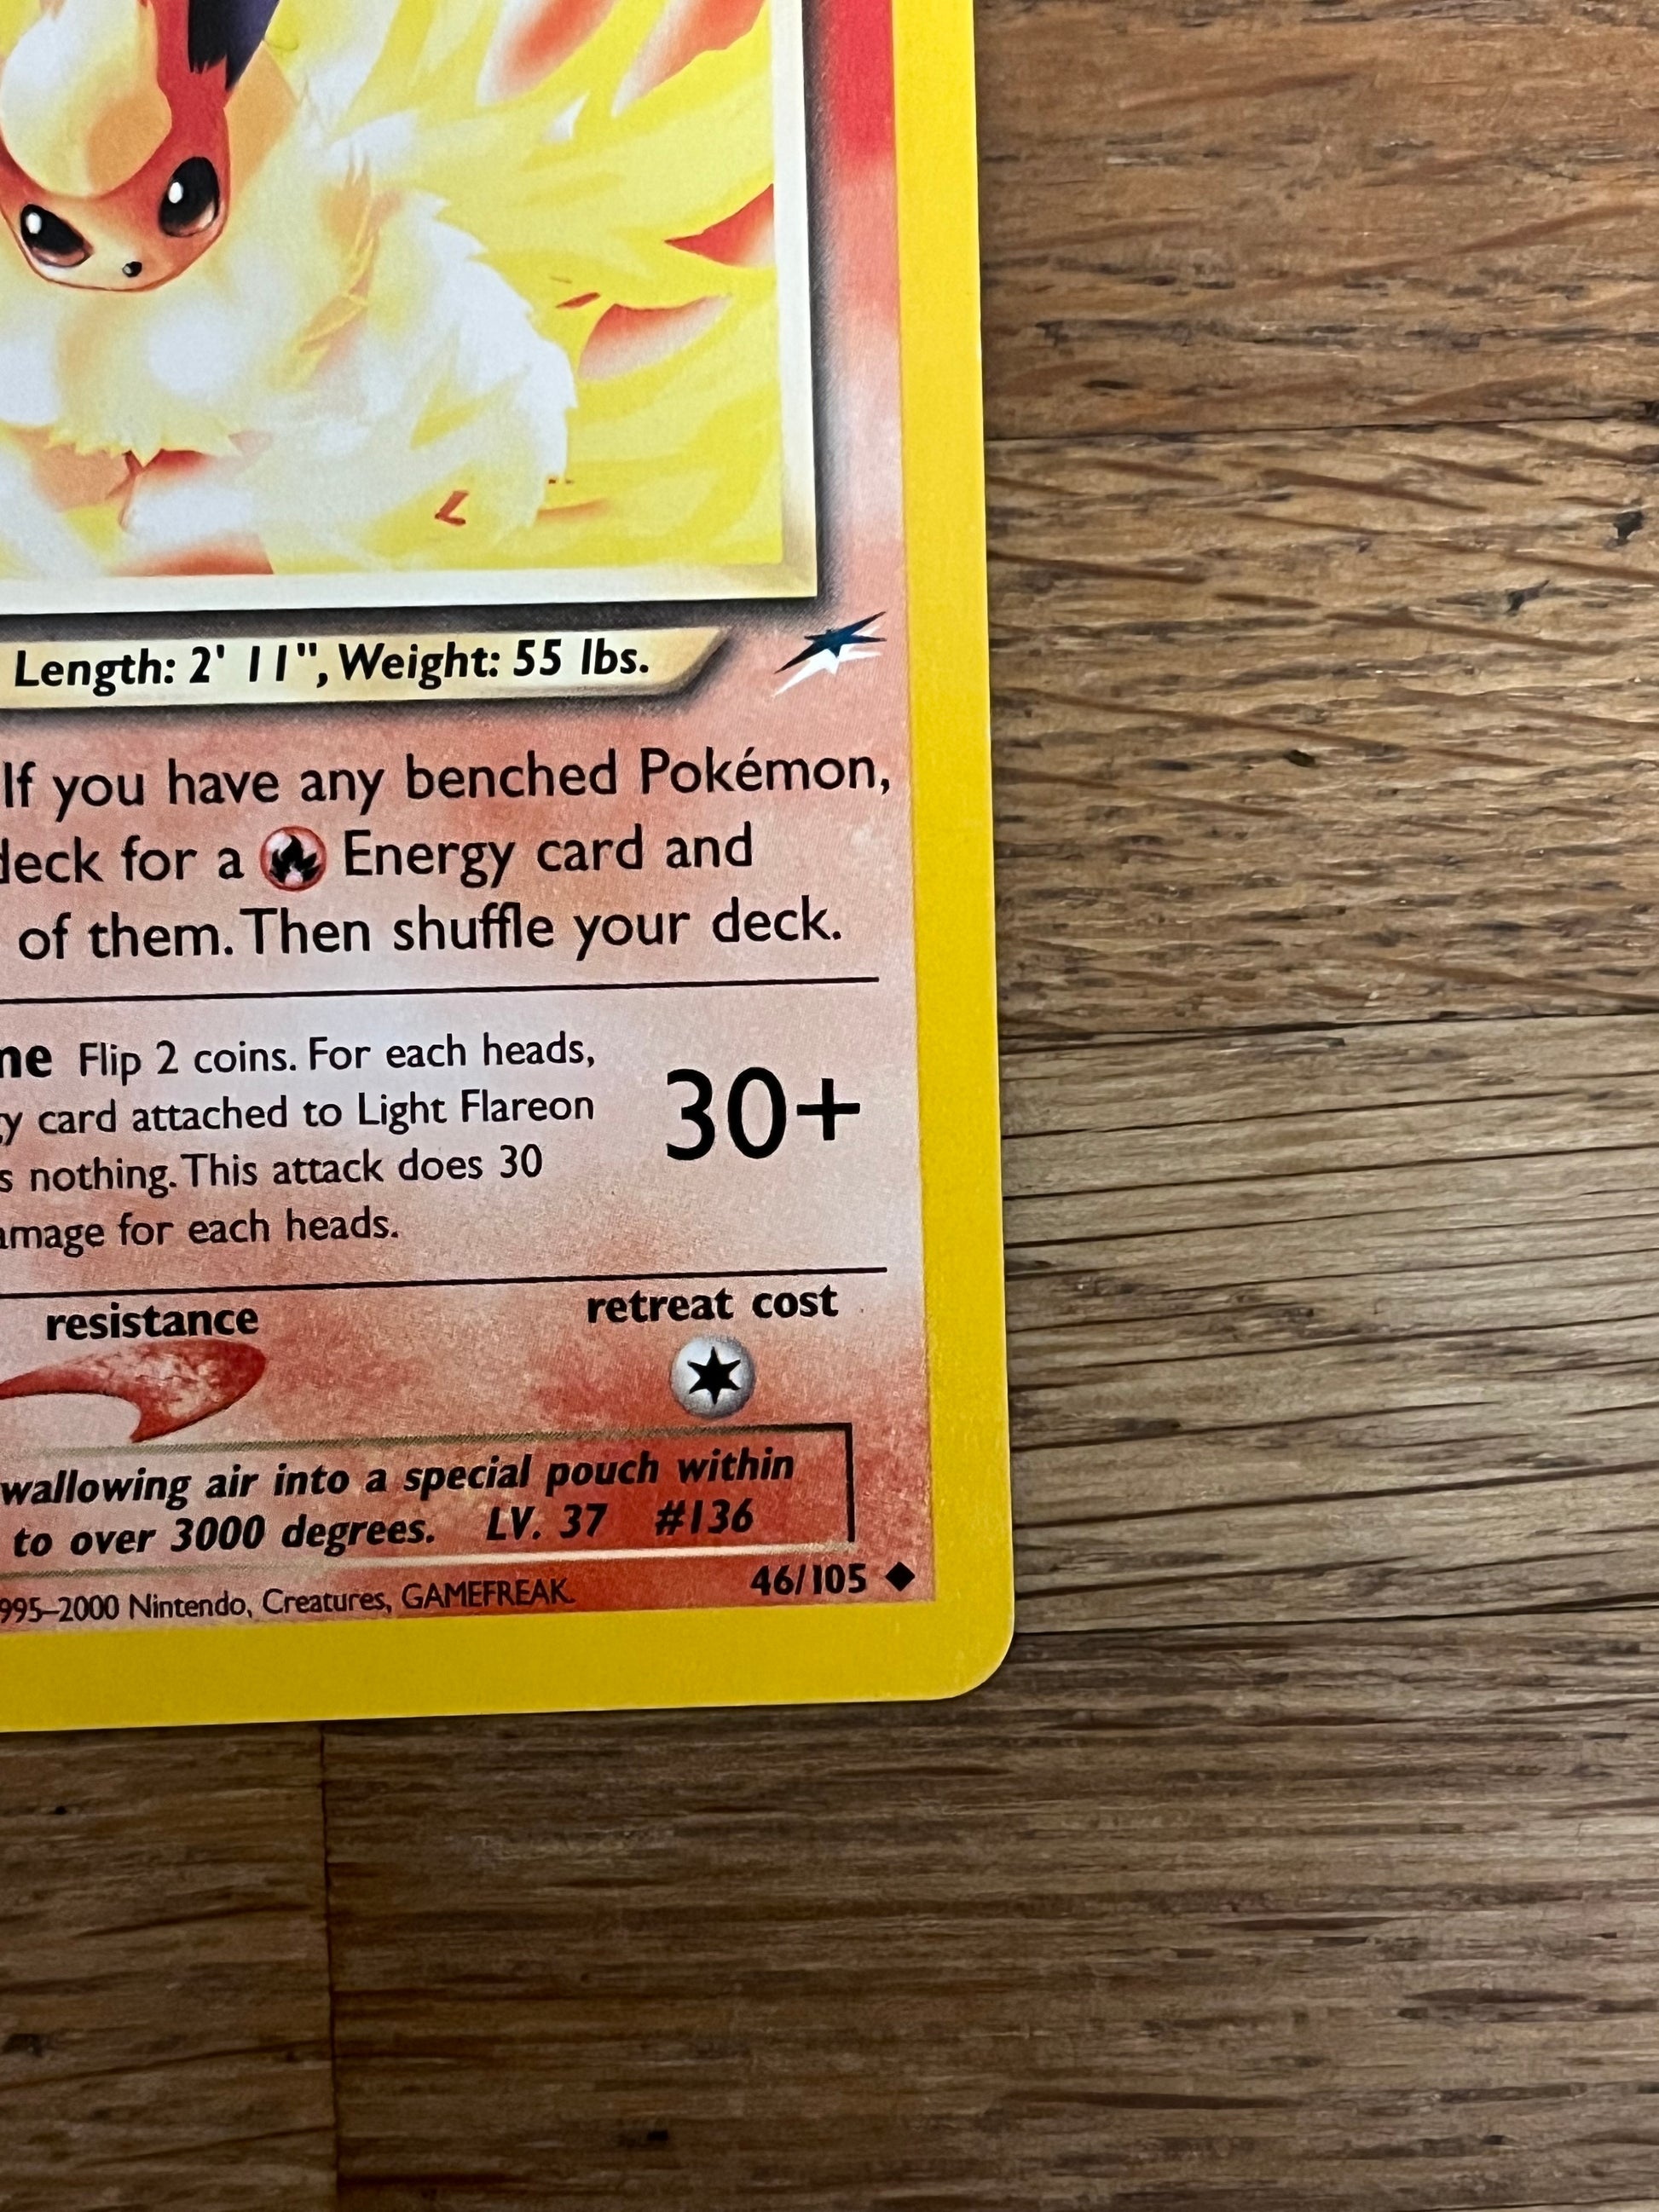 Length: 2' 11", Weight: 55 lbs.
If you have any benched Pokémon,
deck for a Energy card and
of them. Then shuffle your deck.
Flip 2 coins. For each heads,
card attached to Light Flareon
nothing. This attack does 30
30+
for each heads.
resistance
retreat cost
air into a special pouch within
to over 3000 degrees. LV. 37 #136
995–2000 Nintendo, Creatures, GAMEFREAK
46/105